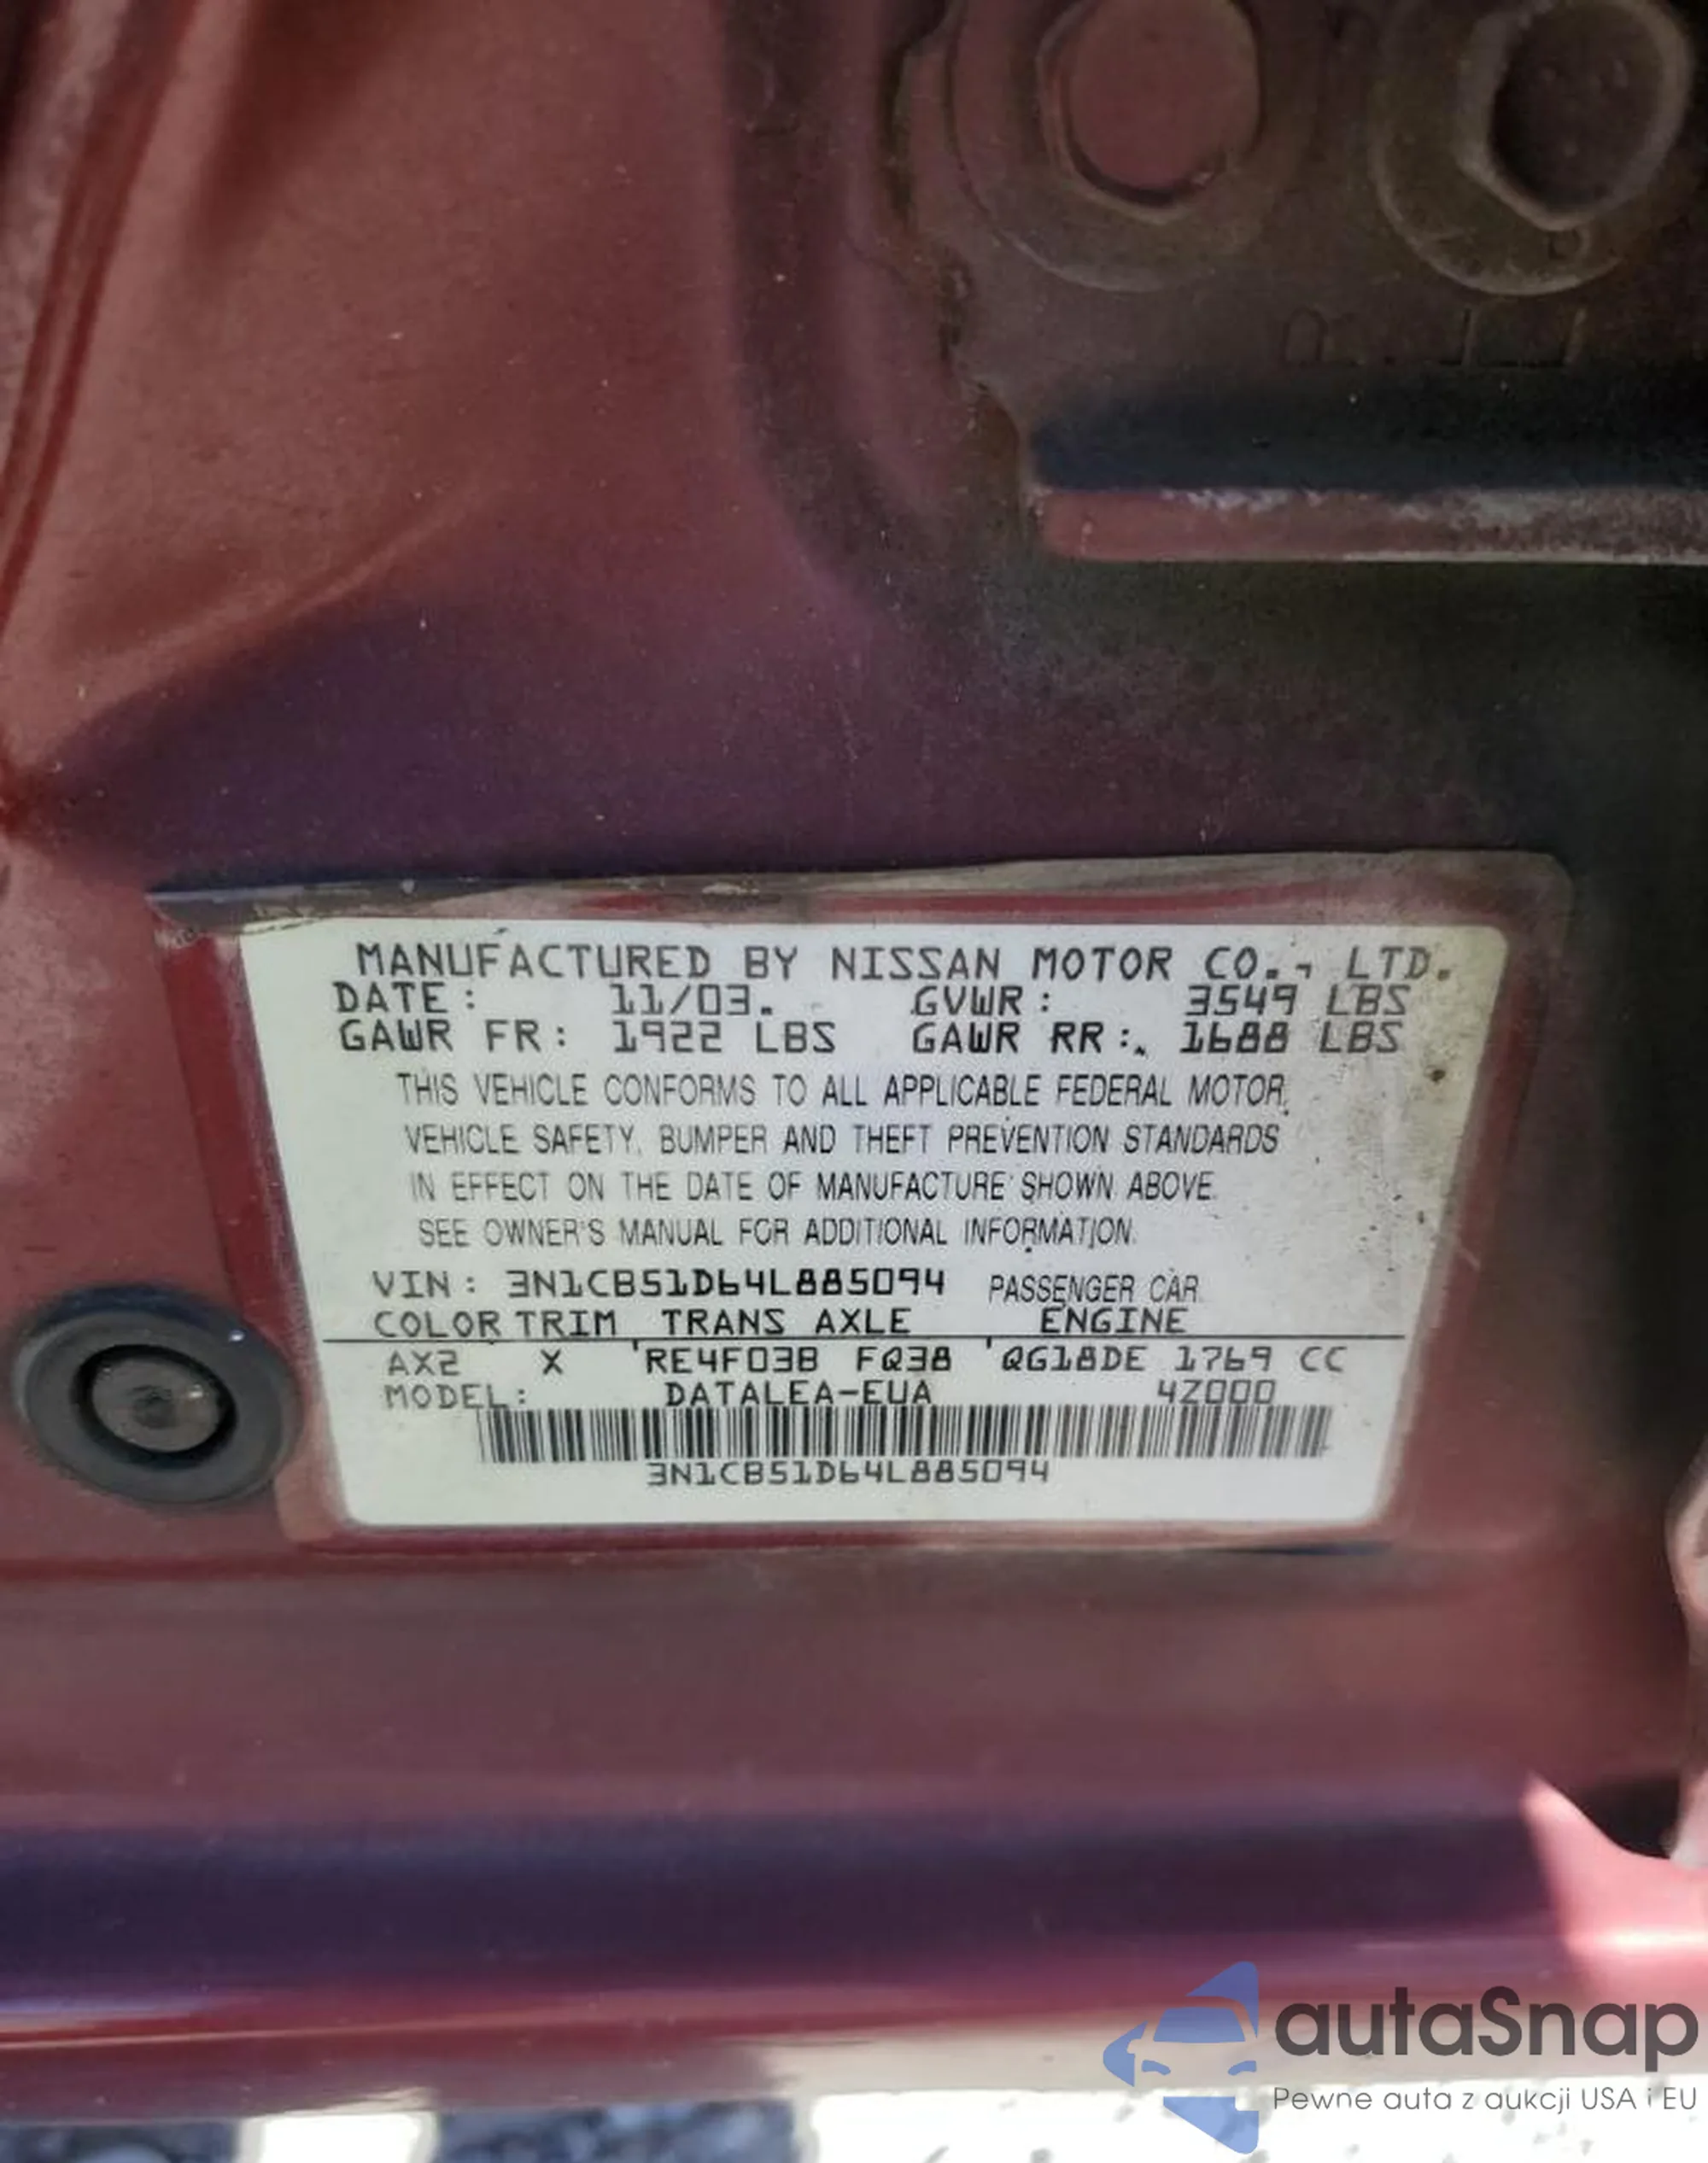 MANUFACTURED BY NISSAN MOTOR CO., LTD.
DATE: 11/03. GVWR: 3549 LBS
GAWR FR: 1922 LBS GAWR RR: 1688 LBS
THIS VEHICLE CONFORMS TO ALL APPLICABLE FEDERAL MOTOR
VEHICLE SAFETY, BUMPER AND THEFT PREVENTION STANDARDS
IN EFFECT ON THE DATE OF MANUFACTURE SHOWN ABOVE.
SEE OWNER'S MANUAL FOR ADDITIONAL INFORMATION.
VIN: 3N1CB51D64L885094 PASSENGER CAR
COLOR TRIM TRANS AXLE ENGINE
AX2 X RE4F03B FQ38 QG18DE 1769 CC
MODEL: DATALEA-EUA 4Z000
3N1CB51D64L885094
autaSnap
Pewne auta z aukcji USA i EU